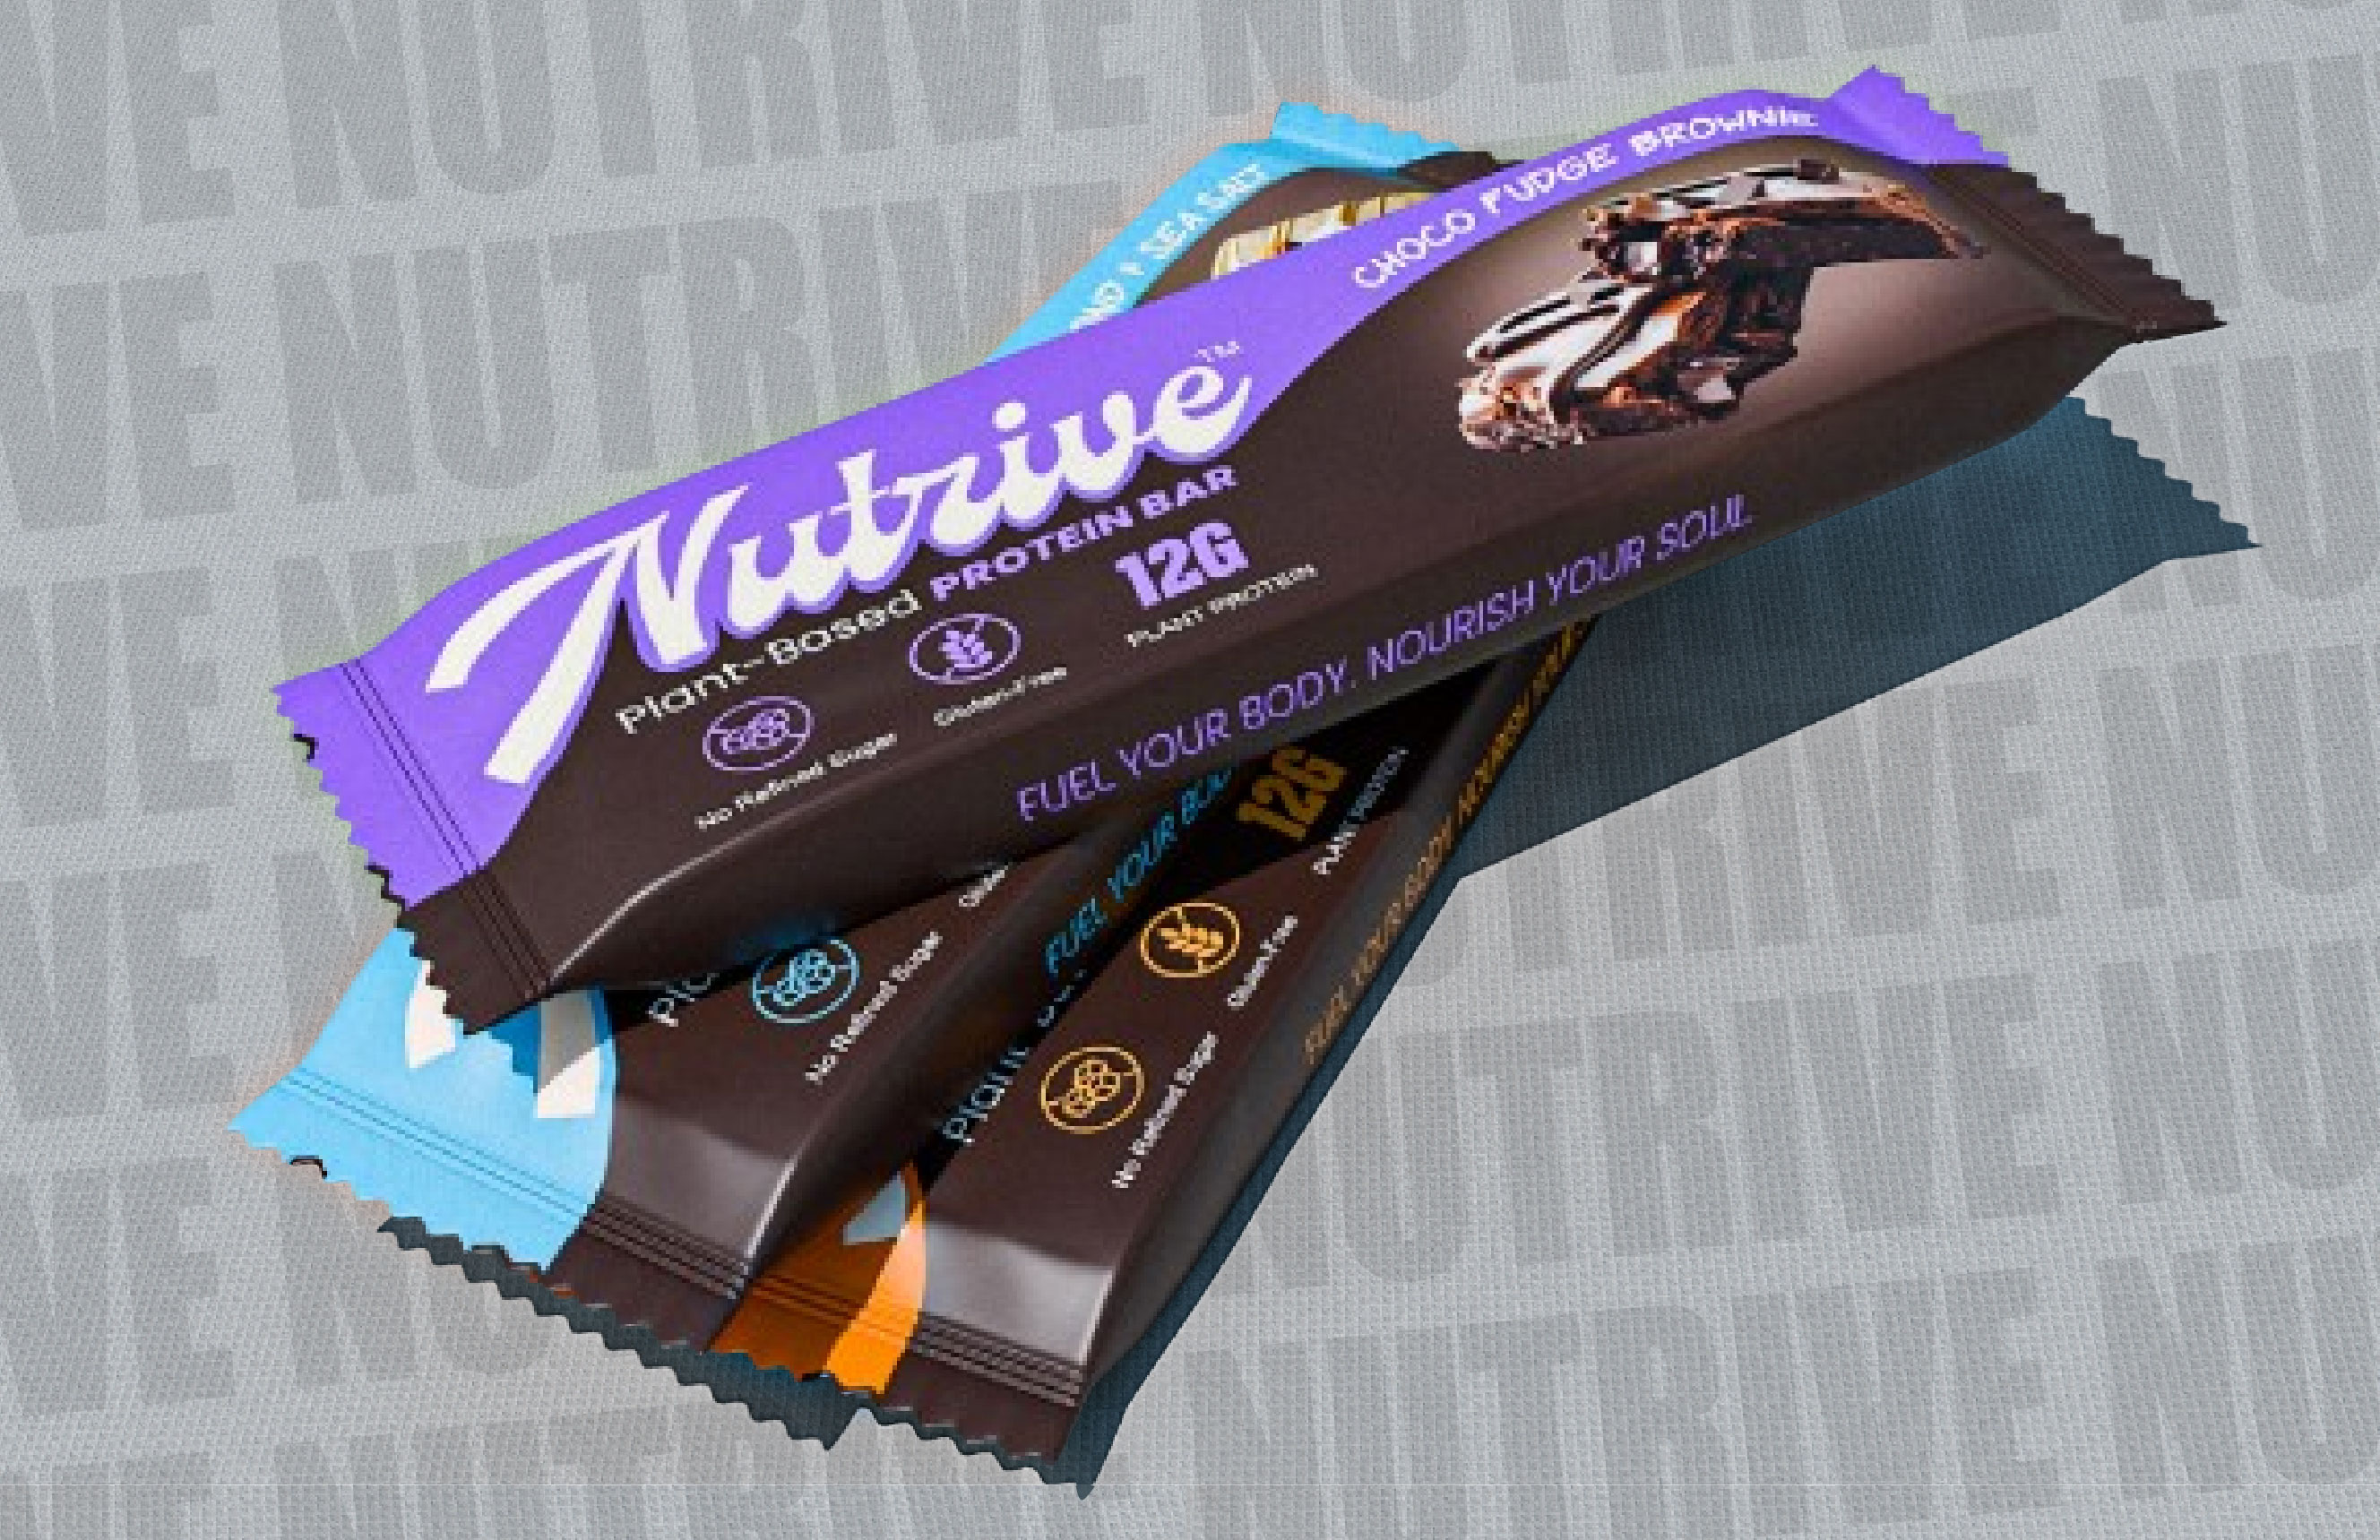 NUTRIVE NUTRIVE NUTRIVE
SEA SALT
CHOCO FUDGE BROWNIE
Nutrive™
Plant-Based PROTEIN BAR
12G
PLANT PROTEIN
Gluten-Free
No Refined Sugar
FUEL YOUR BODY. NOURISH YOUR SOUL
No Refined Sugar
FUEL YOUR
12G
PLANT PROTEIN
Gluten-Free
No Refined Sugar
FUEL YOUR BODY. NOURISH YOUR